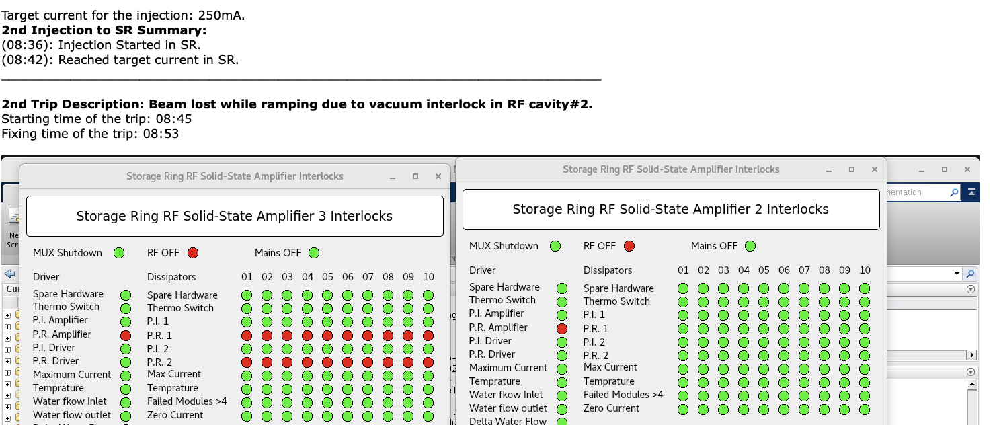 Target current for the injection: 250mA.
2nd Injection to SR Summary:
(08:36): Injection Started in SR.
(08:42): Reached target current in SR.
2nd Trip Description: Beam lost while ramping due to vacuum interlock in RF cavity#2.
Starting time of the trip: 08:45
Fixing time of the trip: 08:53
Storage Ring RF Solid-State Amplifier Interlocks
Storage Ring RF Solid-State Amplifier 3 Interlocks
MUX Shutdown RF OFF Mains OFF
Driver Dissipators 01 02 03 04 05 06 07 08 09 10
Spare Hardware Spare Hardware
Thermo Switch Thermo Switch
P.I. Amplifier P.I. 1
P.R. Amplifier P.R. 1
P.I. Driver P.I. 2
P.R. Driver P.R. 2
Maximum Current Max Current
Temprature Temprature
Water fkow Inlet Failed Modules >4
Water flow outlet Zero Current
Storage Ring RF Solid-State Amplifier Interlocks
Storage Ring RF Solid-State Amplifier 2 Interlocks
MUX Shutdown RF OFF Mains OFF
Driver Dissipators 01 02 03 04 05 06 07 08 09 10
Spare Hardware Spare Hardware
Thermo Switch Thermo Switch
P.I. Amplifier P.I. 1
P.R. Amplifier P.R. 1
P.I. Driver P.I. 2
P.R. Driver P.R. 2
Maximum Current Max Current
Temprature Temprature
Water fkow Inlet Failed Modules >4
Water flow outlet Zero Current
Delta Water Flow